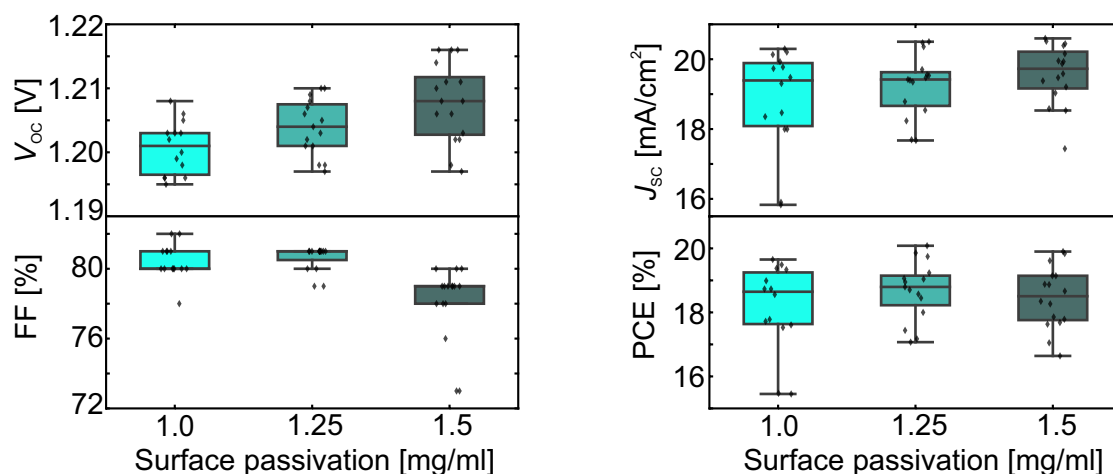 1.22
1.21
1.20
1.19
V_OC [V]
80
76
72
FF [%]
1.0 1.25 1.5
Surface passivation [mg/ml]
20
18
16
J_SC [mA/cm²]
20
18
16
PCE [%]
1.0 1.25 1.5
Surface passivation [mg/ml]